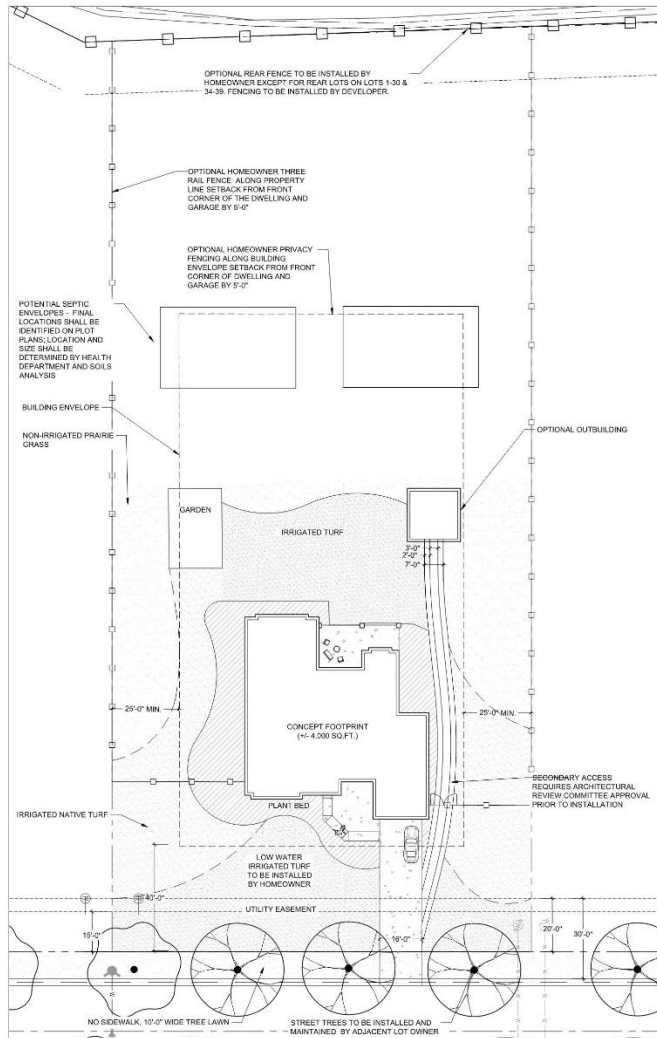 OPTIONAL REAR FENCE TO BE INSTALLED BY
HOMEOWNER EXCEPT FOR REAR LOTS ON LOTS 1-30 &
34-39. FENCING TO BE INSTALLED BY DEVELOPER.
OPTIONAL HOMEOWNER THREE
RAIL FENCE ALONG PROPERTY
LINE SETBACK FROM FRONT
CORNER OF THE DWELLING AND
GARAGE BY 5'-0"
OPTIONAL HOMEOWNER PRIVACY
FENCING ALONG BUILDING
ENVELOPE SETBACK FROM FRONT
CORNER OF DWELLING AND
GARAGE BY 5'-0"
POTENTIAL SEPTIC
ENVELOPES - FINAL
LOCATIONS SHALL BE
IDENTIFIED ON PLOT
PLANS; LOCATION AND
SIZE SHALL BE
DETERMINED BY HEALTH
DEPARTMENT AND SOILS
ANALYSIS
BUILDING ENVELOPE
NON-IRRIGATED PRAIRIE
GRASS
OPTIONAL OUTBUILDING
GARDEN
IRRIGATED TURF
3'-0"
2'-0"
7'-0"
25'-0" MIN.
25'-0" MIN.
CONCEPT FOOTPRINT
(+/- 4,000 SQ.FT.)
SECONDARY ACCESS
REQUIRES ARCHITECTURAL
REVIEW COMMITTEE APPROVAL
PRIOR TO INSTALLATION
PLANT BED
IRRIGATED NATIVE TURF
LOW WATER
IRRIGATED TURF
TO BE INSTALLED
BY HOMEOWNER
40'-0"
UTILITY EASEMENT
15'-0"
16'-0"
20'-0"
30'-0"
NO SIDEWALK, 10'-0" WIDE TREE LAWN
STREET TREES TO BE INSTALLED AND
MAINTAINED BY ADJACENT LOT OWNER